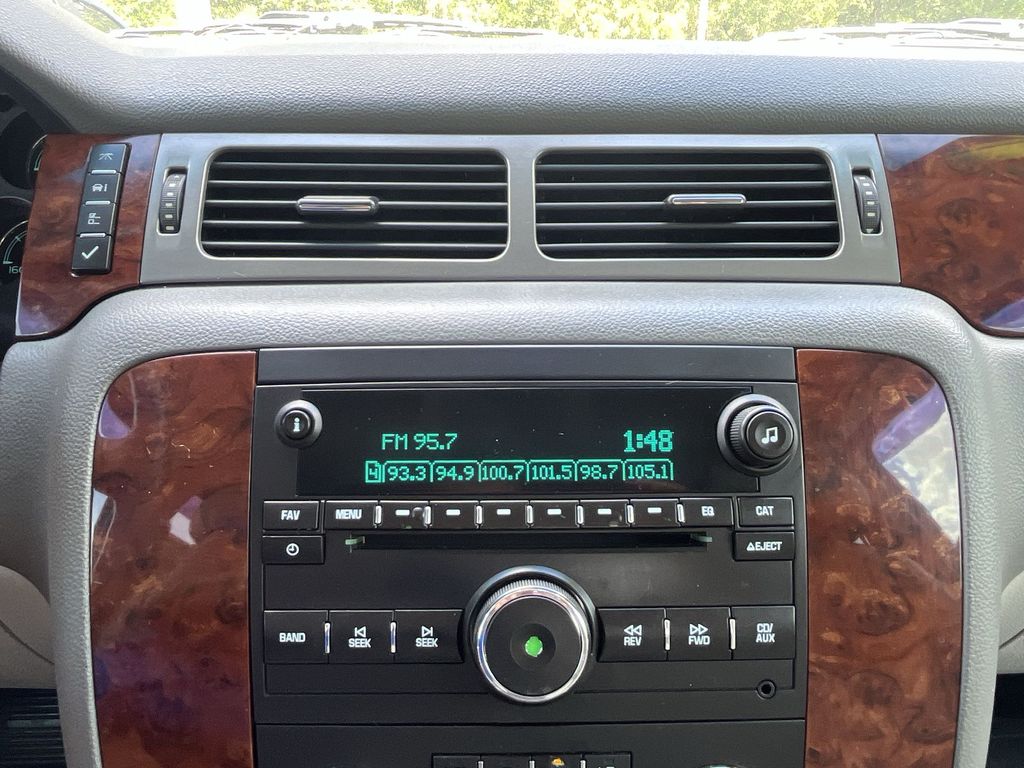 FM 95.7 1:48
4 93.3 94.9 100.7 101.5 98.7 105.1
FAV MENU EQ CAT
EJECT
BAND SEEK SEEK REV FWD CD/
AUX